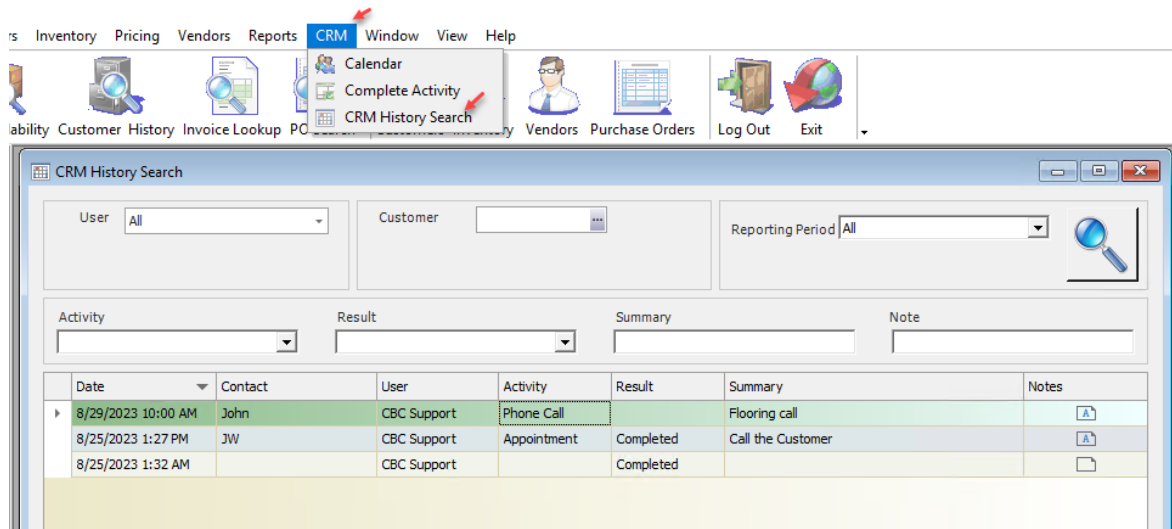 rs Inventory Pricing Vendors Reports CRM Window View Help
Calendar
Complete Activity
CRM History Search
lability Customer History Invoice Lookup Vendors Purchase Orders Log Out Exit
CRM History Search
User All Customer Reporting Period All
Activity Result Summary Note
Date Contact User Activity Result Summary Notes
8/29/2023 10:00 AM John CBC Support Phone Call Flooring call A
8/25/2023 1:27 PM JW CBC Support Appointment Completed Call the Customer A
8/25/2023 1:32 AM CBC Support Completed